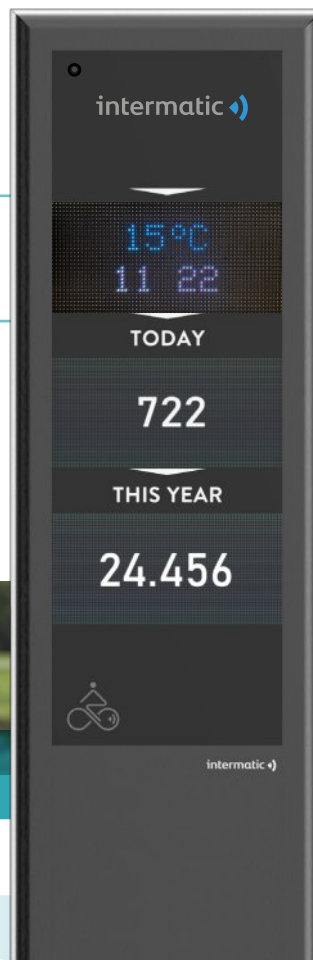 intermatic
15°C
11 22
TODAY
722
THIS YEAR
24.456
intermatic